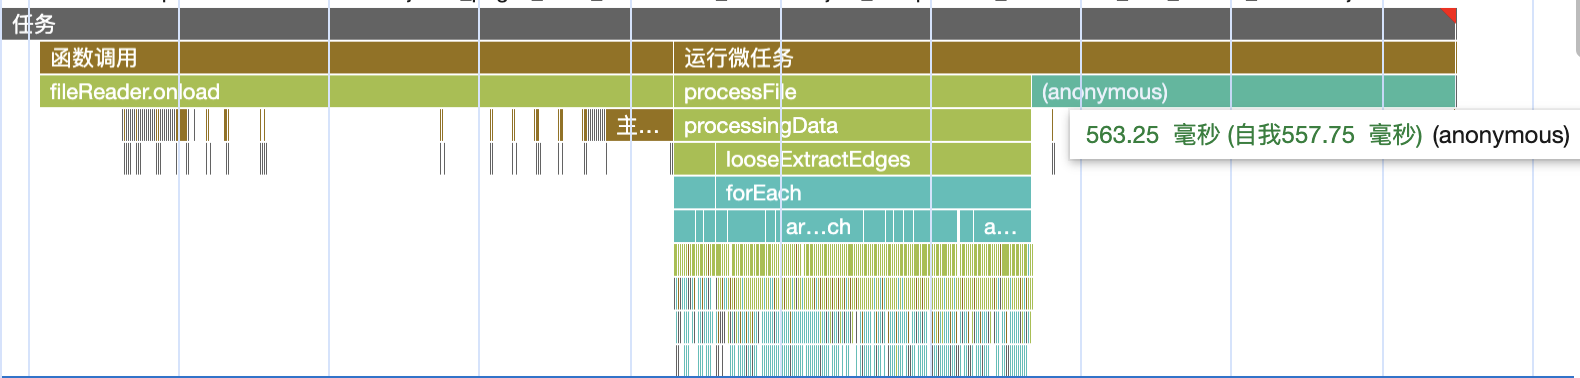 任务
函数调用
运行微任务
fileReader.onload
processFile
(anonymous)
主...
processingData
563.25 毫秒 (自我557.75 毫秒) (anonymous)
looseExtractEdges
forEach
ar...ch
a...